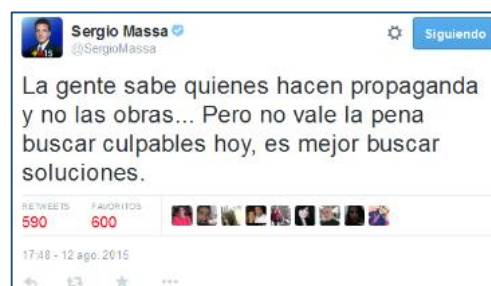 Sergio Massa
@SergioMassa
Siguiendo
La gente sabe quienes hacen propaganda
y no las obras... Pero no vale la pena
buscar culpables hoy, es mejor buscar
soluciones.
RETWEETS FAVORITOS
590 600
17:48 - 12 ago. 2015